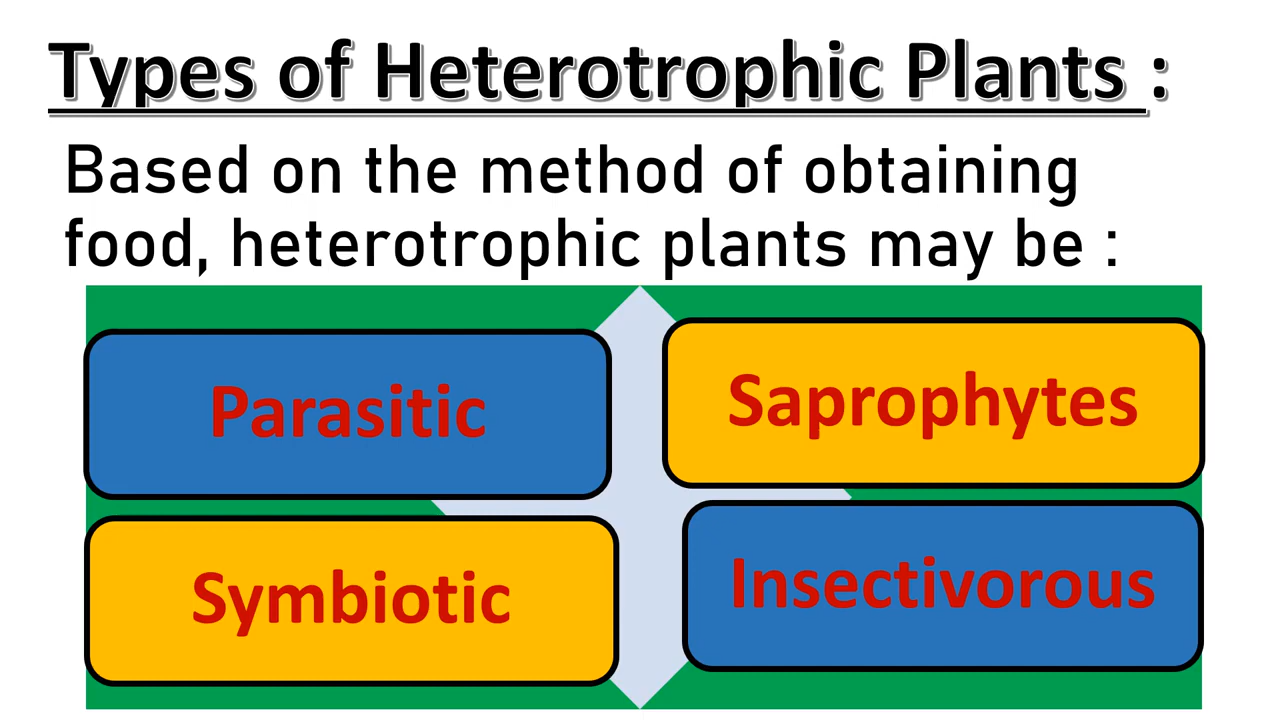 Types of Heterotrophic Plants :
Based on the method of obtaining
food, heterotrophic plants may be :
Parasitic
Saprophytes
Symbiotic
Insectivorous